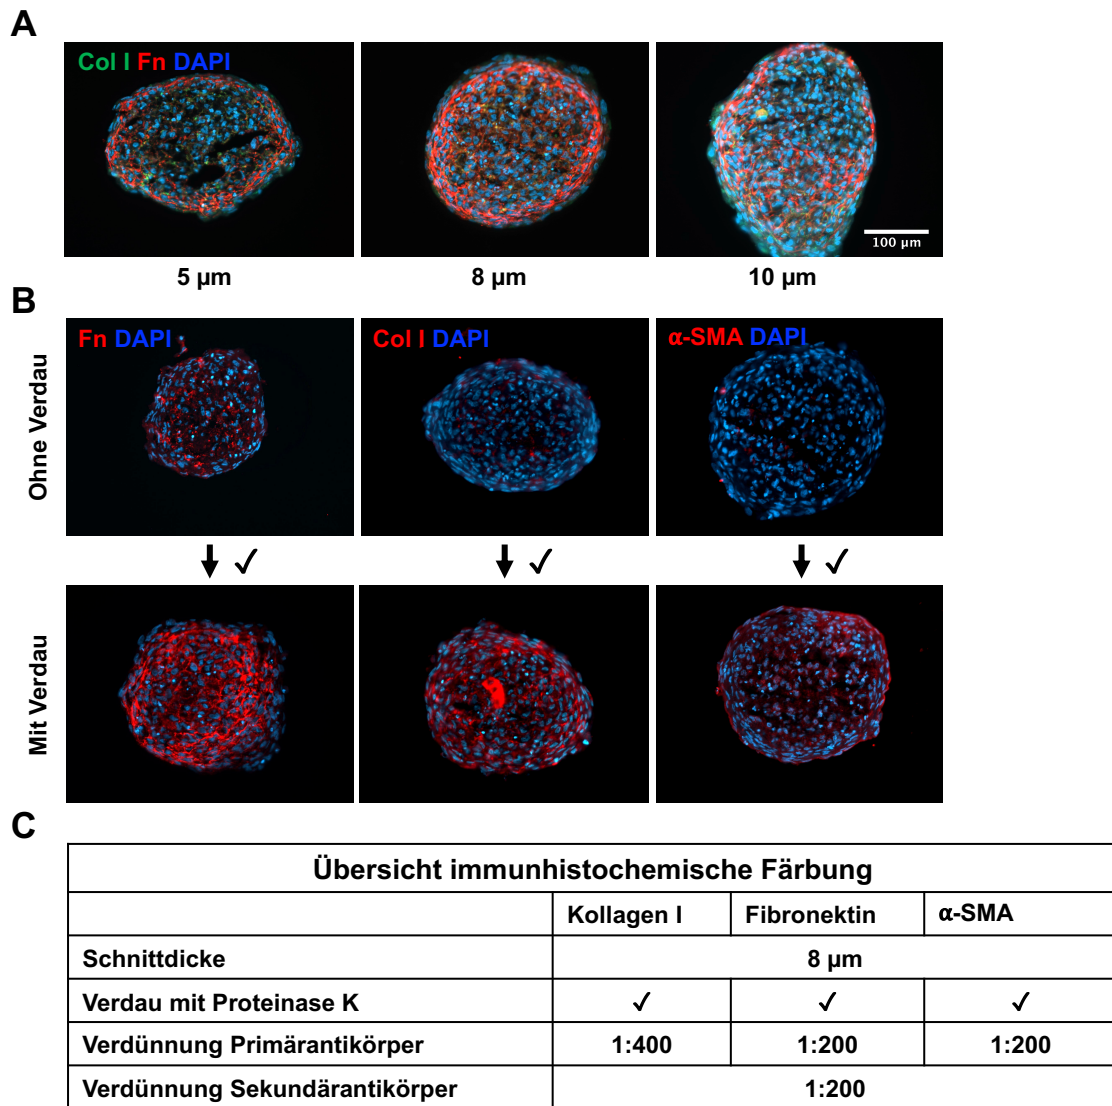 A
Col I Fn DAPI
100 µm
5 µm
8 µm
10 µm
B
Ohne Verdau
Fn DAPI
Col I DAPI
α-SMA DAPI
✓
✓
✓
Mit Verdau
C
Übersicht immunhistochemische Färbung
Kollagen I
Fibronektin
α-SMA
Schnittdicke
8 µm
Verdau mit Proteinase K
✓
✓
✓
Verdünnung Primärantikörper
1:400
1:200
1:200
Verdünnung Sekundärantikörper
1:200